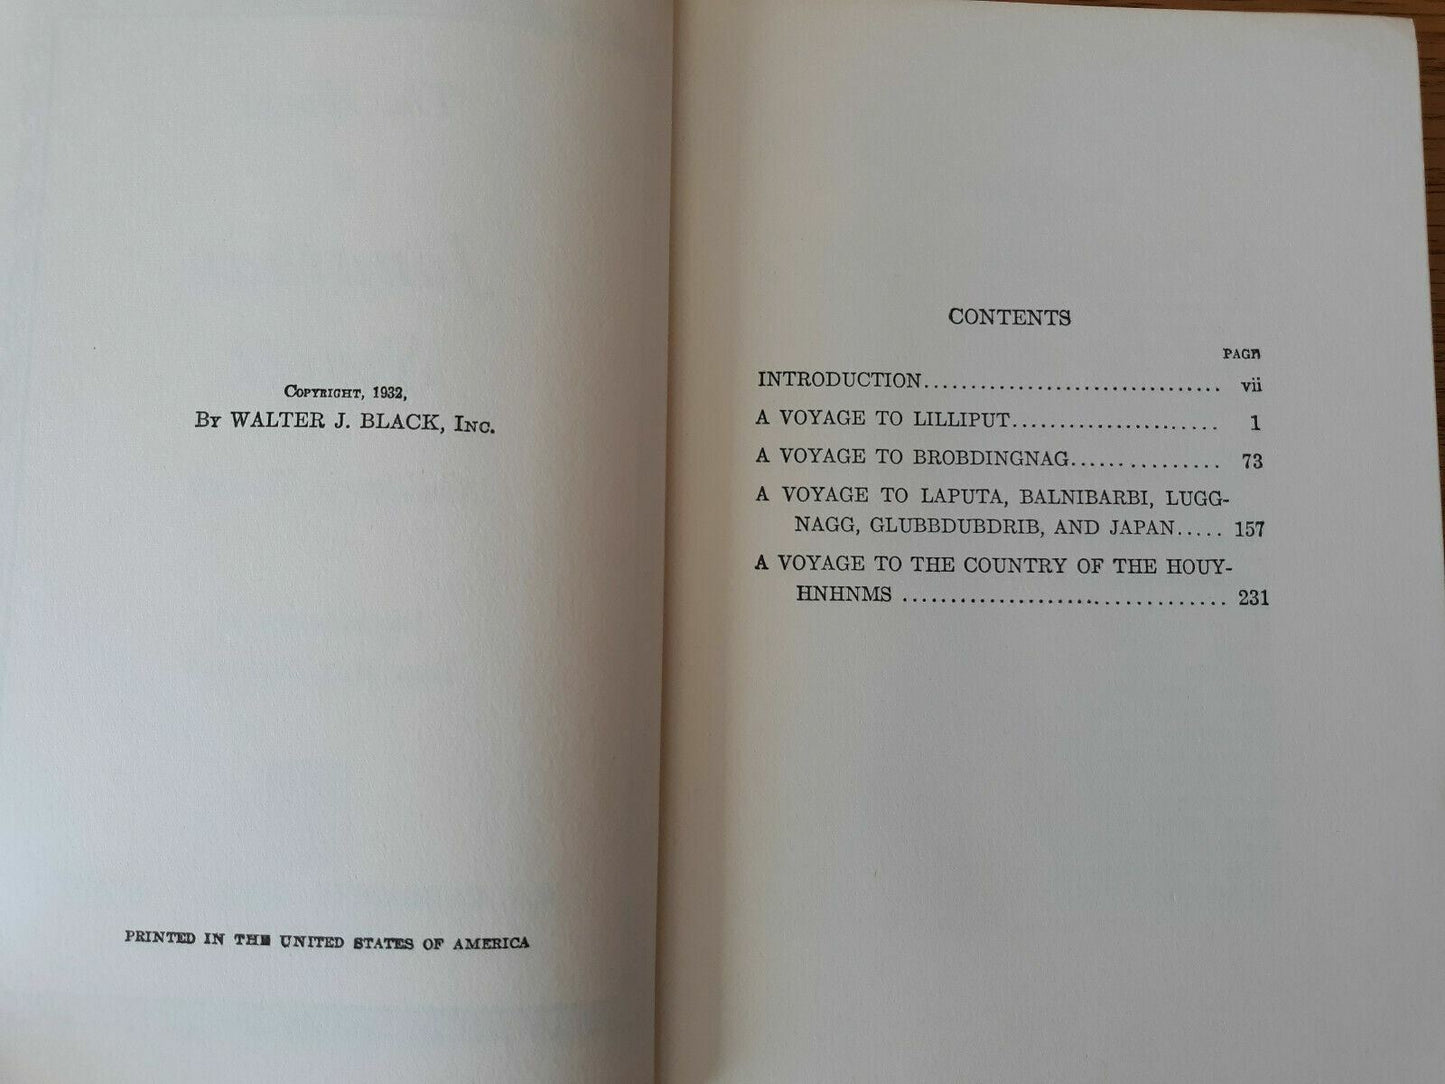 COPYRIGHT, 1932,
BY WALTER J. BLACK, INC.
PRINTED IN THE UNITED STATES OF AMERICA
CONTENTS
PAGE
INTRODUCTION............................... vii
A VOYAGE TO LILLIPUT...................... 1
A VOYAGE TO BROBDINGNAG................ 73
A VOYAGE TO LAPUTA, BALNIBARBI, LUGG-
NAGG, GLUBBDUBDRIB, AND JAPAN..... 157
A VOYAGE TO THE COUNTRY OF THE HOUY-
HNHNMS .................................. 231